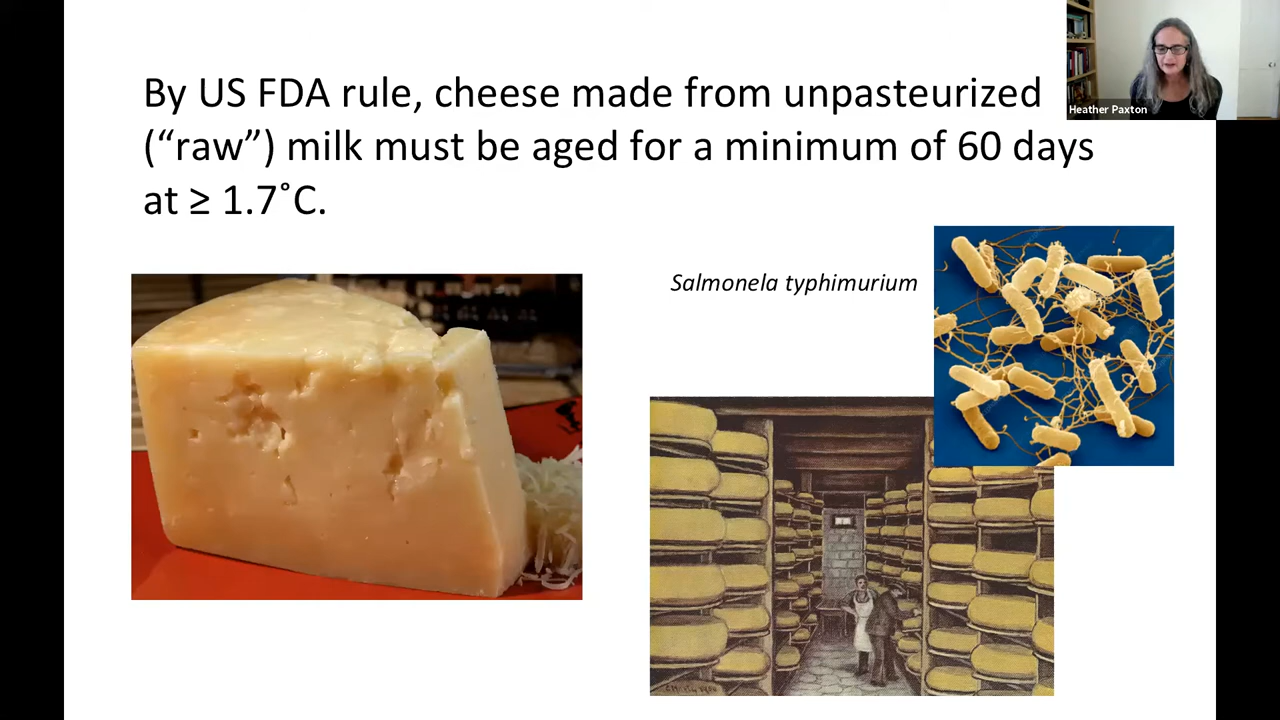 By US FDA rule, cheese made from unpasteurized
(“raw”) milk must be aged for a minimum of 60 days
at ≥ 1.7˚C.
Heather Paxton
Salmonela typhimurium